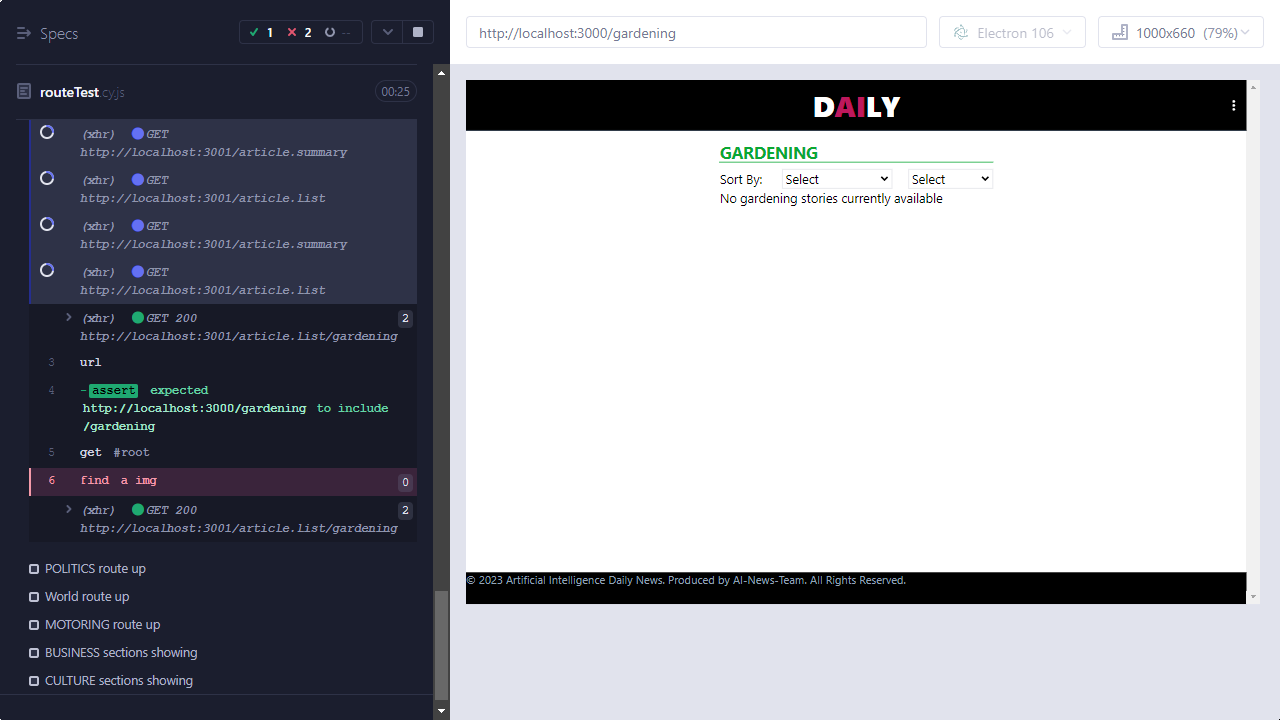 Specs
1
2
--
http://localhost:3000/gardening
Electron 106
1000x660 (79%)
routeTest.cy.js
00:25
(xhr) GET
http://localhost:3001/article.summary
(xhr) GET
http://localhost:3001/article.list
(xhr) GET
http://localhost:3001/article.summary
(xhr) GET
http://localhost:3001/article.list
(xhr) GET 200 2
http://localhost:3001/article.list/gardening
3 url
4 -assert expected
http://localhost:3000/gardening to include
/gardening
5 get #root
6 find a img 0
(xhr) GET 200 2
http://localhost:3001/article.list/gardening
POLITICS route up
World route up
MOTORING route up
BUSINESS sections showing
CULTURE sections showing
DAILY
GARDENING
Sort By: Select Select
No gardening stories currently available
© 2023 Artificial Intelligence Daily News. Produced by AI-News-Team. All Rights Reserved.